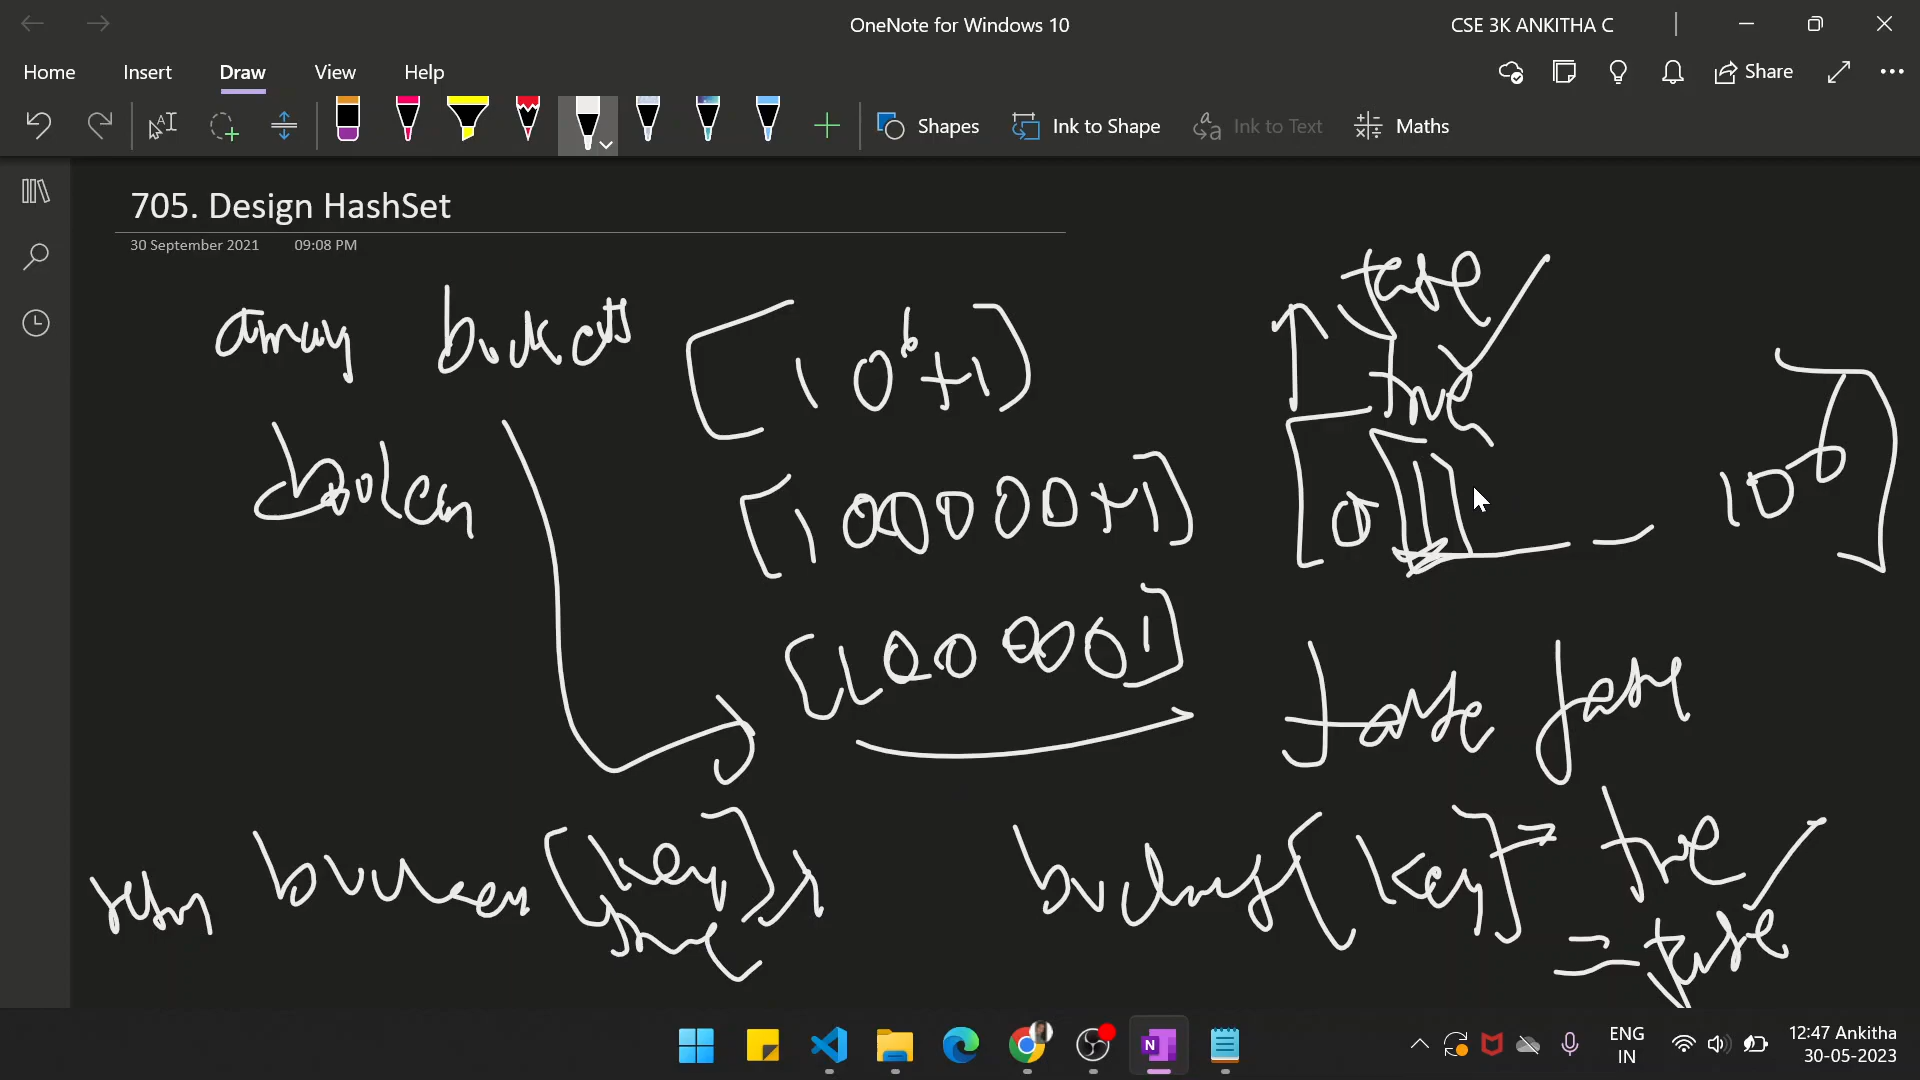 OneNote for Windows 10
CSE 3K ANKITHA C
Home Insert Draw View Help
Share
Shapes Ink to Shape Ink to Text Maths
705. Design HashSet
30 September 2021 09:08 PM
array buckets [10^6+1]
false
true
boolean
[1000000+1]
[0 1 10^6]
[1000001]
false false
return [key]
true
[key] = true
= false
ENG
IN
12:47 Ankitha
30-05-2023